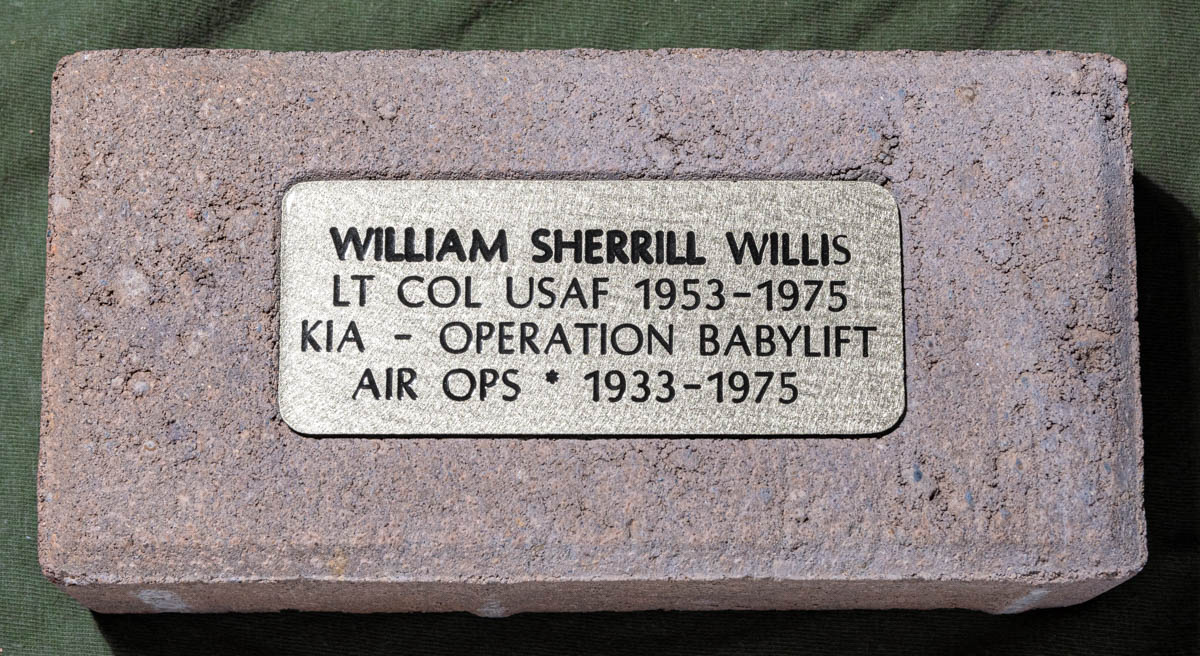 WILLIAM SHERRILL WILLIS
LT COL USAF 1953-1975
KIA - OPERATION BABYLIFT
AIR OPS * 1933-1975